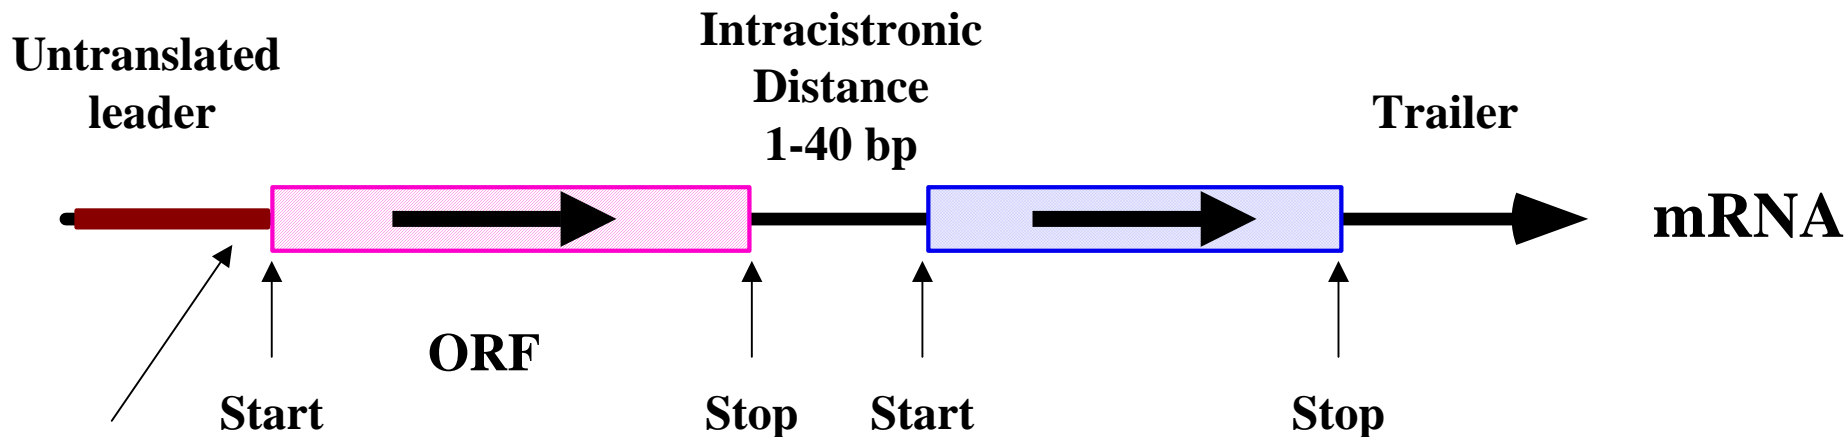 Untranslated
leader
Intracistronic
Distance
1-40 bp
Trailer
mRNA
ORF
Start
Stop
Start
Stop